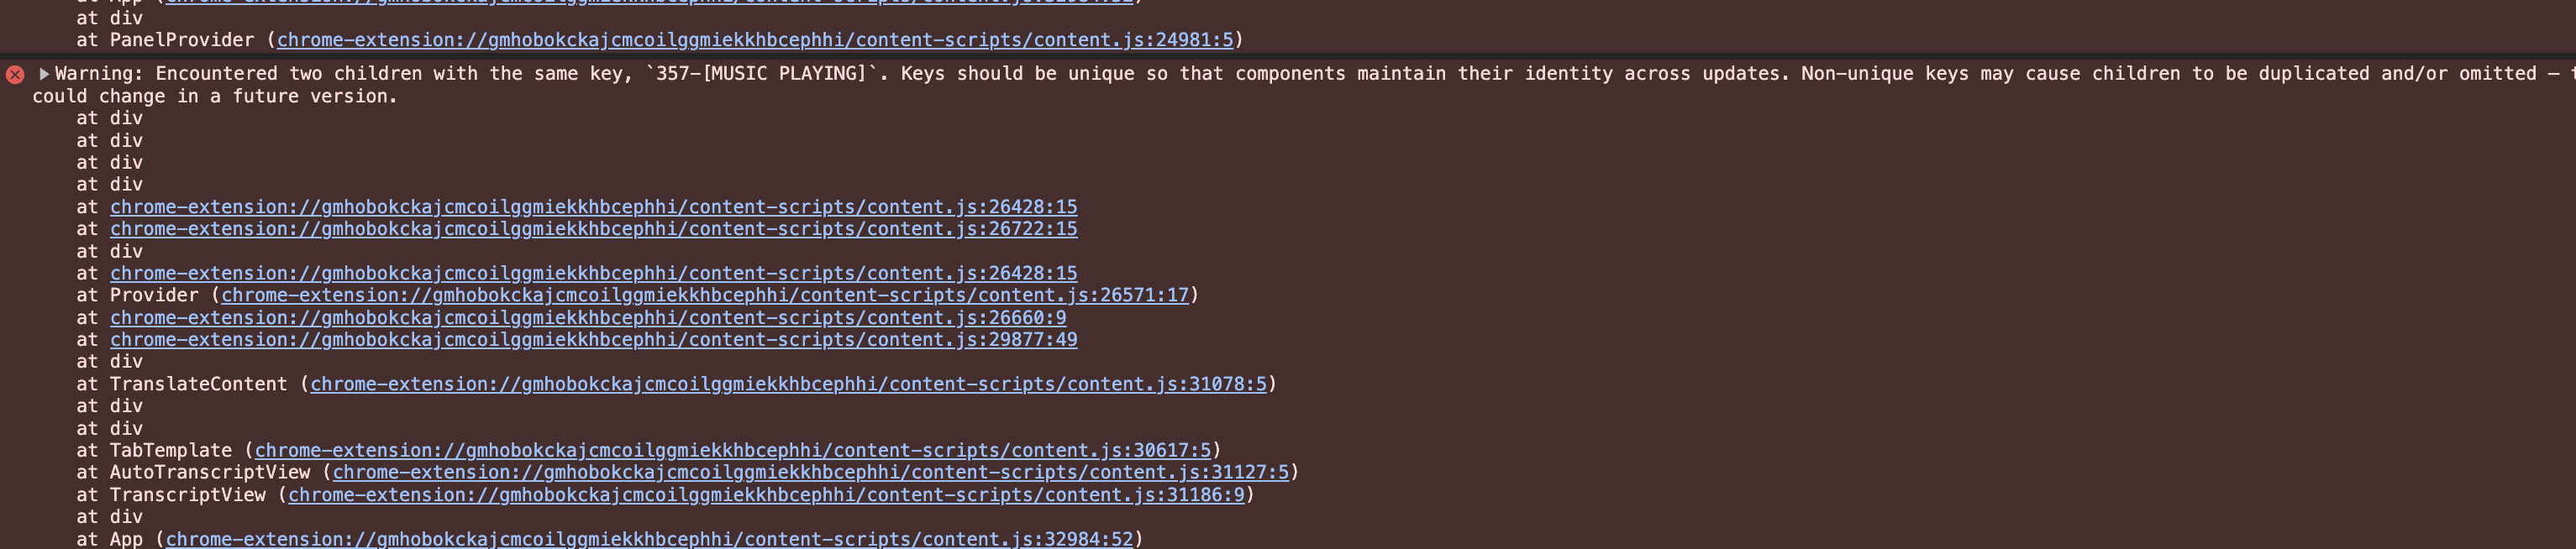 at App (chrome-extension://gmhobokckajcmcoilggmiekkhbcephhi/content-scripts/content.js:32984:52)
at div
at PanelProvider (chrome-extension://gmhobokckajcmcoilggmiekkhbcephhi/content-scripts/content.js:24981:5)
Warning: Encountered two children with the same key, `357-[MUSIC PLAYING]`. Keys should be unique so that components maintain their identity across updates. Non-unique keys may cause children to be duplicated and/or omitted —
could change in a future version.
at div
at div
at div
at div
at chrome-extension://gmhobokckajcmcoilggmiekkhbcephhi/content-scripts/content.js:26428:15
at chrome-extension://gmhobokckajcmcoilggmiekkhbcephhi/content-scripts/content.js:26722:15
at div
at chrome-extension://gmhobokckajcmcoilggmiekkhbcephhi/content-scripts/content.js:26428:15
at Provider (chrome-extension://gmhobokckajcmcoilggmiekkhbcephhi/content-scripts/content.js:26571:17)
at chrome-extension://gmhobokckajcmcoilggmiekkhbcephhi/content-scripts/content.js:26660:9
at chrome-extension://gmhobokckajcmcoilggmiekkhbcephhi/content-scripts/content.js:29877:49
at div
at TranslateContent (chrome-extension://gmhobokckajcmcoilggmiekkhbcephhi/content-scripts/content.js:31078:5)
at div
at div
at TabTemplate (chrome-extension://gmhobokckajcmcoilggmiekkhbcephhi/content-scripts/content.js:30617:5)
at AutoTranscriptView (chrome-extension://gmhobokckajcmcoilggmiekkhbcephhi/content-scripts/content.js:31127:5)
at TranscriptView (chrome-extension://gmhobokckajcmcoilggmiekkhbcephhi/content-scripts/content.js:31186:9)
at div
at App (chrome-extension://gmhobokckajcmcoilggmiekkhbcephhi/content-scripts/content.js:32984:52)